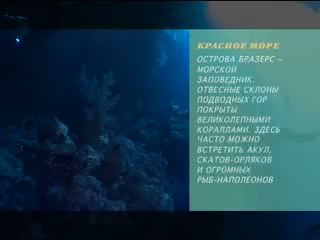 КРАСНОЕ МОРЕ
ОСТРОВА БРАЗЕРС –
МОРСКОЙ
ЗАПОВЕДНИК.
ОТВЕСНЫЕ СКЛОНЫ
ПОДВОДНЫХ ГОР
ПОКРЫТЫ
ВЕЛИКОЛЕПНЫМИ
КОРАЛЛАМИ. ЗДЕСЬ
ЧАСТО МОЖНО
ВСТРЕТИТЬ АКУЛ,
СКАТОВ-ОРЛЯКОВ
И ОГРОМНЫХ
РЫБ-НАПОЛЕОНОВ